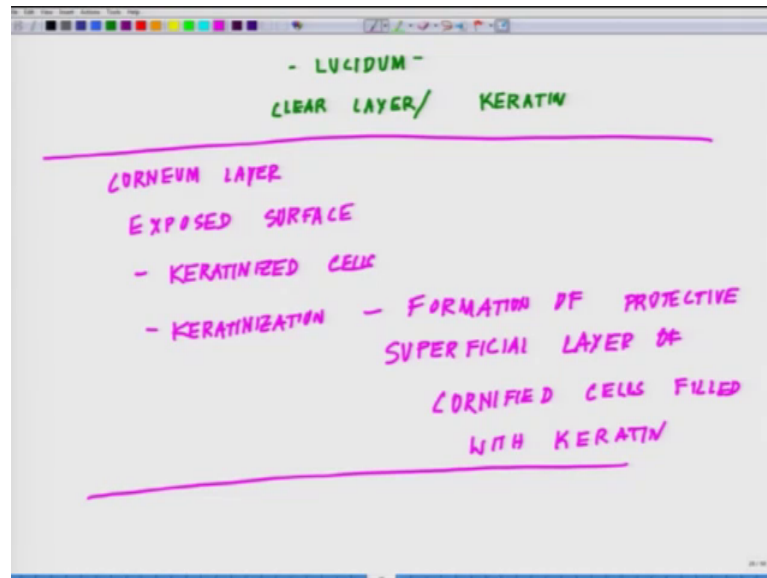 - LUCIDUM -
CLEAR LAYER/ KERATIN
CORNEUM LAYER
EXPOSED SURFACE
- KERATINIZED CELLS
- KERATINIZATION - FORMATION OF PROTECTIVE
SUPERFICIAL LAYER OF
CORNIFIED CELLS FILLED
WITH KERATIN